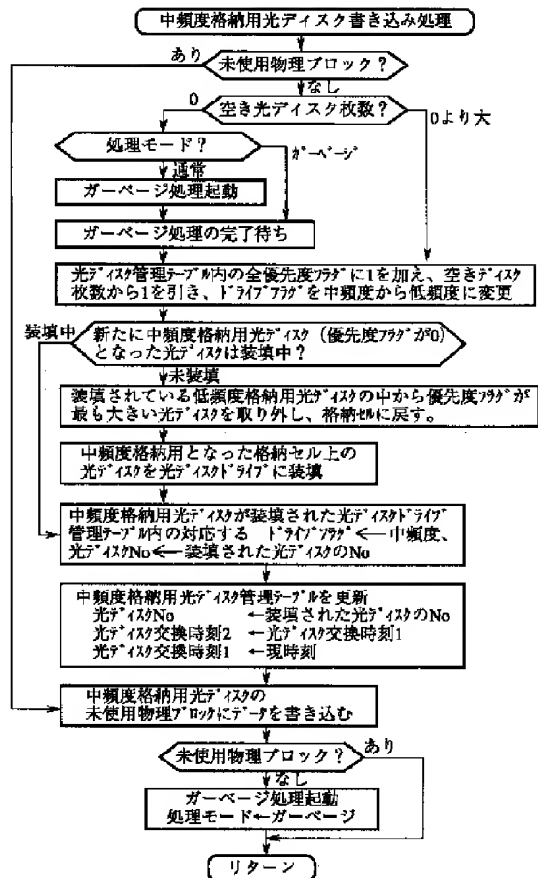 中頻度格納用光ディスク書き込み処理
あり
未使用物理ブロック？
なし
0
空き光ディスク枚数？
0より大
処理モード？
ガーベージ
通常
ガーベージ処理起動
ガーベージ処理の完了待ち
光ディスク管理テーブル内の全優先度フラグに1を加え、空きディスク
枚数から1を引き、ドライブフラグを中頻度から低頻度に変更
装填中
新たに中頻度格納用光ディスク（優先度フラグが0）
となった光ディスクは装填中？
未装填
装填されている低頻度格納用光ディスクの中から優先度フラグが
最も大きい光ディスクを取り外し、格納セルに戻す。
中頻度格納用となった格納セル上の
光ディスクを光ディスクドライブに装填
中頻度格納用光ディスクが装填された光ディスクドライブ
管理テーブル内の対応する　ドライブフラグ←中頻度、
光ディスクNo←装填された光ディスクのNo
中頻度格納用光ディスク管理テーブルを更新
光ディスクNo　←装填された光ディスクのNo
光ディスク交換時刻2　←光ディスク交換時刻1
光ディスク交換時刻1　←現時刻
中頻度格納用光ディスクの
未使用物理ブロックにデータを書き込む
未使用物理ブロック？
あり
なし
ガーベージ処理起動
処理モード←ガーベージ
リターン